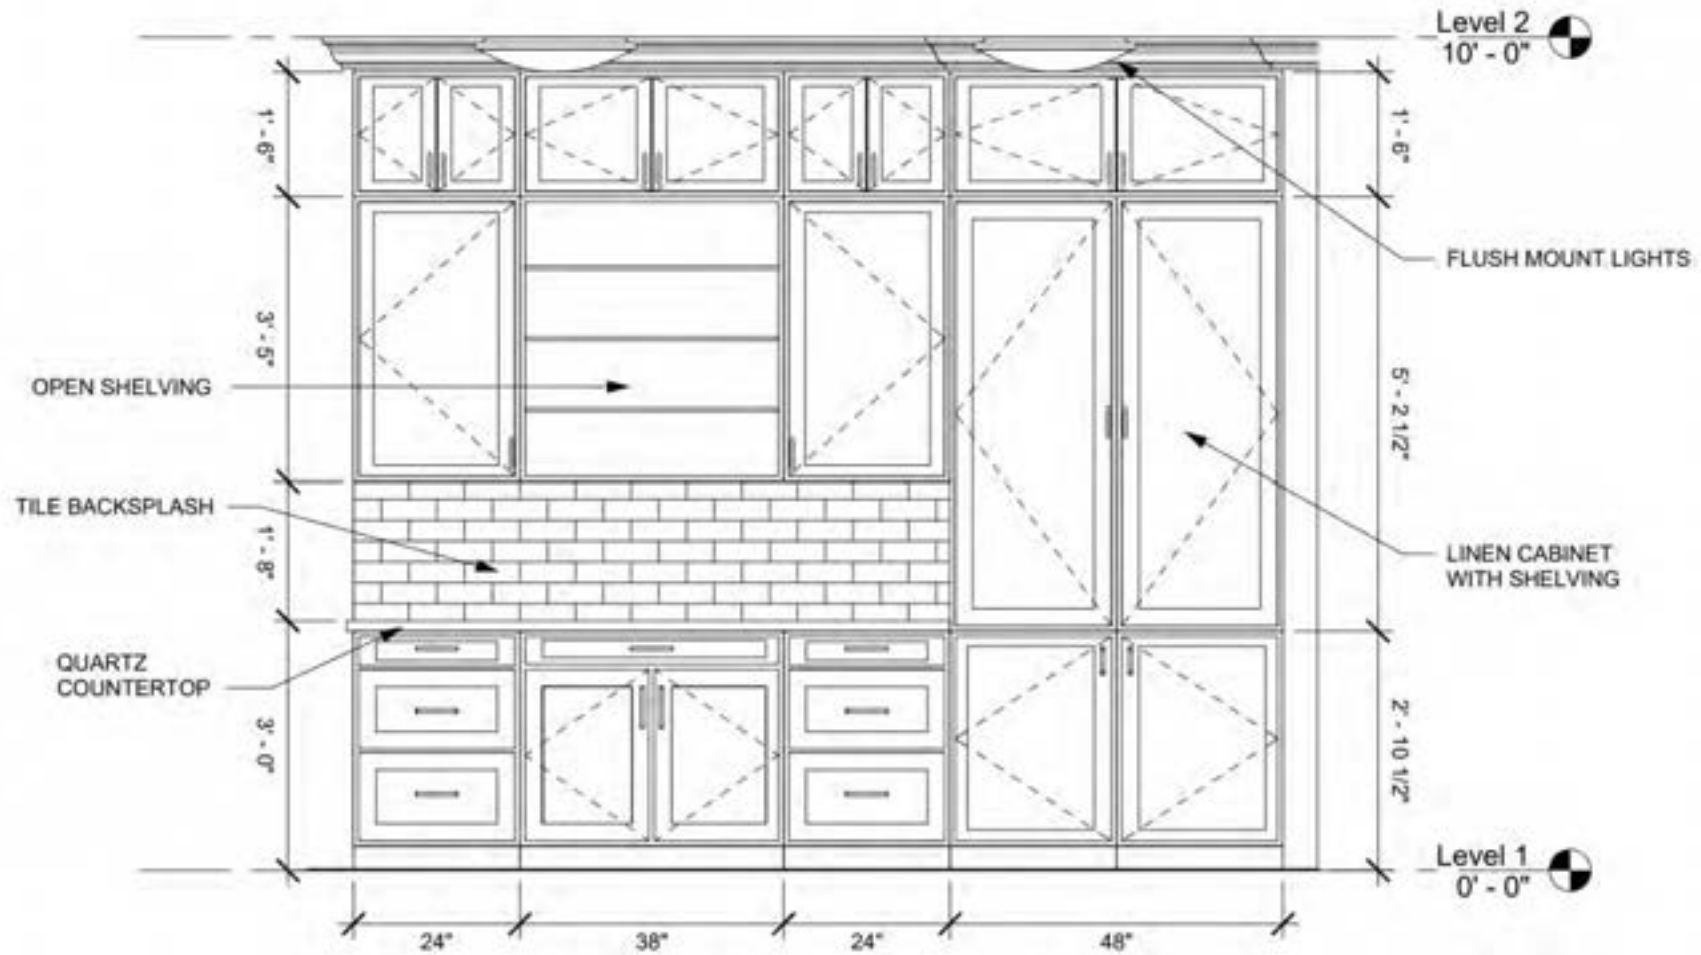 Level 2
10' - 0"
1' - 6"
1' - 6"
FLUSH MOUNT LIGHTS
3' - 5"
5' - 2 1/2"
OPEN SHELVING
TILE BACKSPLASH
1' - 8"
LINEN CABINET
WITH SHELVING
QUARTZ
COUNTERTOP
3' - 0"
2' - 10 1/2"
Level 1
0' - 0"
24"
38"
24"
48"